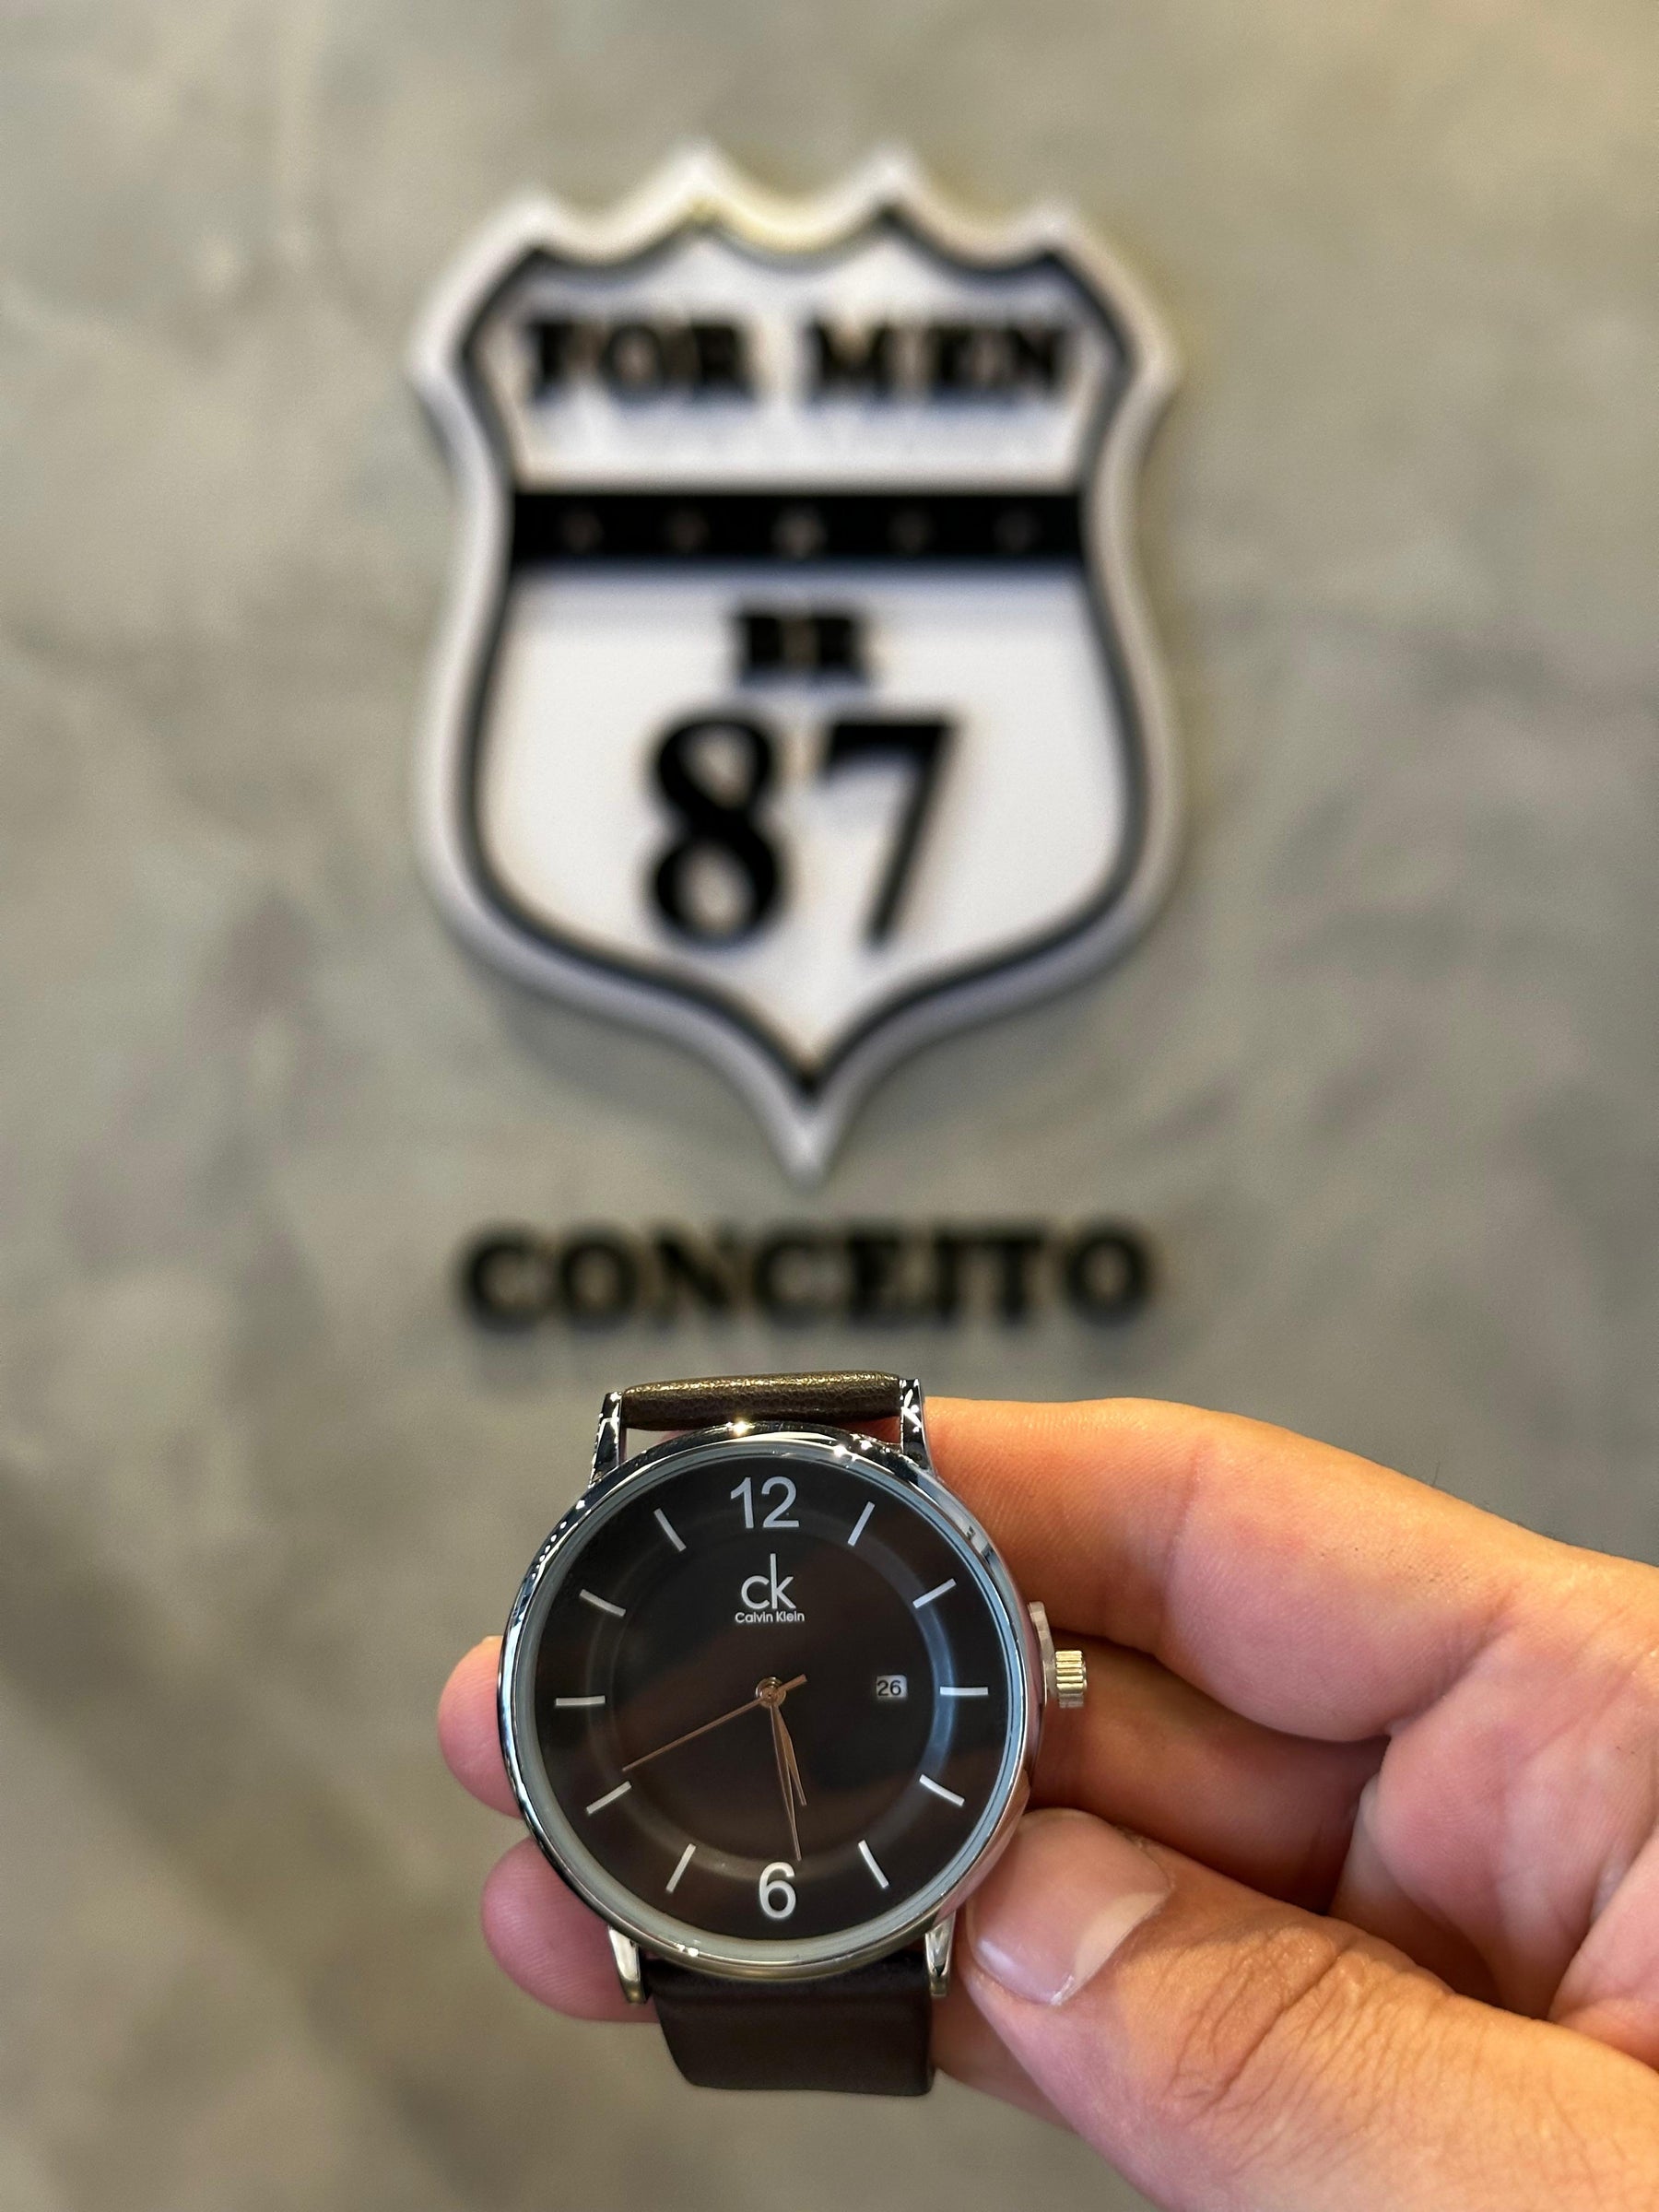 FOR MEN
BR
87
CONCEITO
12
ck
Calvin Klein
26
6